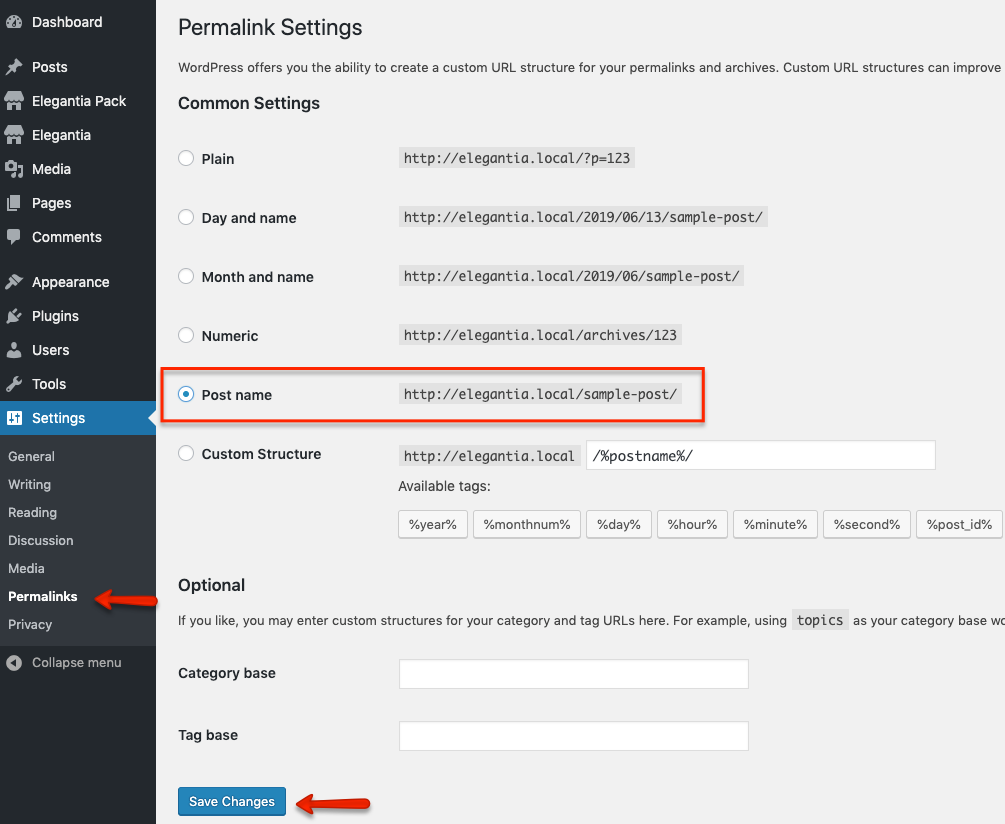 Dashboard
Posts
Elegantia Pack
Elegantia
Media
Pages
Comments
Appearance
Plugins
Users
Tools
Settings
General
Writing
Reading
Discussion
Media
Permalinks
Privacy
Collapse menu
Permalink Settings
WordPress offers you the ability to create a custom URL structure for your permalinks and archives. Custom URL structures can improve
Common Settings
Plain http://elegantia.local/?p=123
Day and name http://elegantia.local/2019/06/13/sample-post/
Month and name http://elegantia.local/2019/06/sample-post/
Numeric http://elegantia.local/archives/123
Post name http://elegantia.local/sample-post/
Custom Structure http://elegantia.local /%postname%/
Available tags:
%year% %monthnum% %day% %hour% %minute% %second% %post_id%
Optional
If you like, you may enter custom structures for your category and tag URLs here. For example, using topics as your category base wo
Category base
Tag base
Save Changes